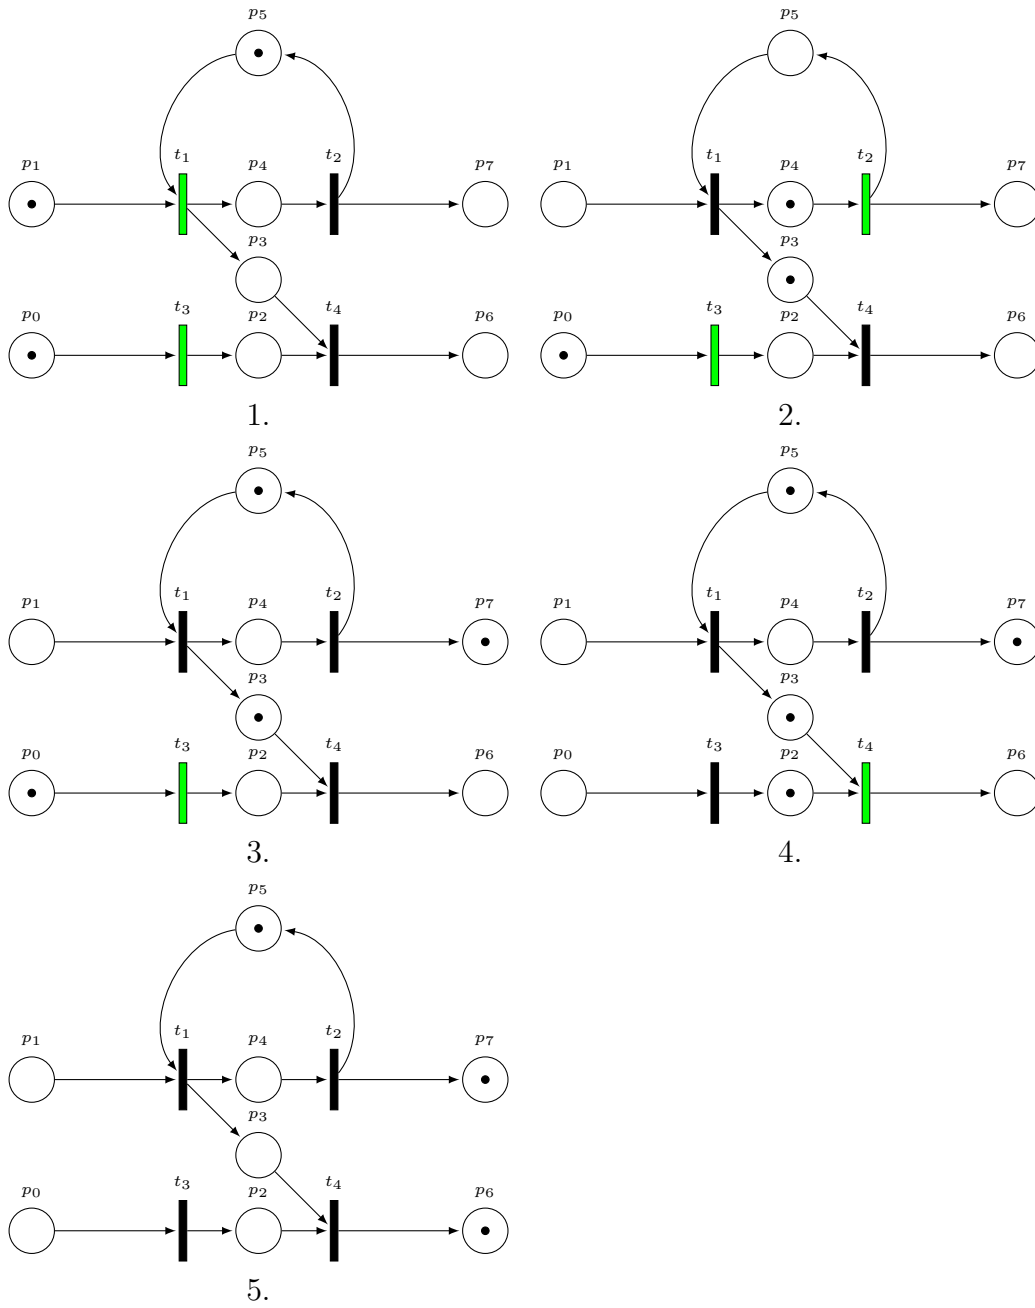 p5 p5
t1 t2 t1 t2
p1 p4 p7 p1 p4 p7
p3 p3
p0 t3 p2 t4 p6 p0 t3 p2 t4 p6
1. 2.
p5 p5
t1 t2 t1 t2
p1 p4 p7 p1 p4 p7
p3 p3
p0 t3 p2 t4 p6 p0 t3 p2 t4 p6
3. 4.
p5
t1 t2
p1 p4 p7
p3
p0 t3 p2 t4 p6
5.